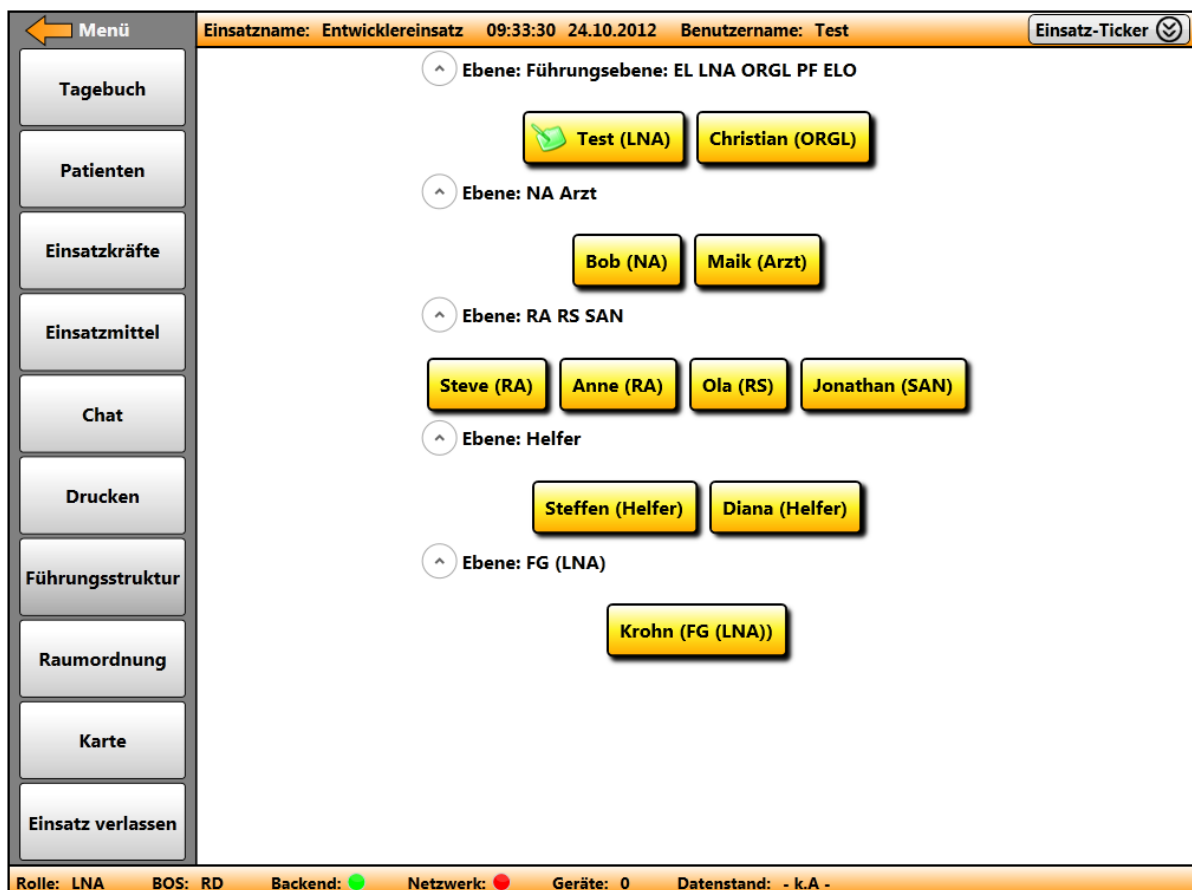 Menü
Einsatzname: Entwicklereinsatz 09:33:30 24.10.2012 Benutzername: Test Einsatz-Ticker
Tagebuch
Patienten
Einsatzkräfte
Einsatzmittel
Chat
Drucken
Führungsstruktur
Raumordnung
Karte
Einsatz verlassen
Ebene: Führungsebene: EL LNA ORGL PF ELO
Test (LNA) Christian (ORGL)
Ebene: NA Arzt
Bob (NA) Maik (Arzt)
Ebene: RA RS SAN
Steve (RA) Anne (RA) Ola (RS) Jonathan (SAN)
Ebene: Helfer
Steffen (Helfer) Diana (Helfer)
Ebene: FG (LNA)
Krohn (FG (LNA))
Rolle: LNA BOS: RD Backend: Netzwerk: Geräte: 0 Datenstand: - k.A -